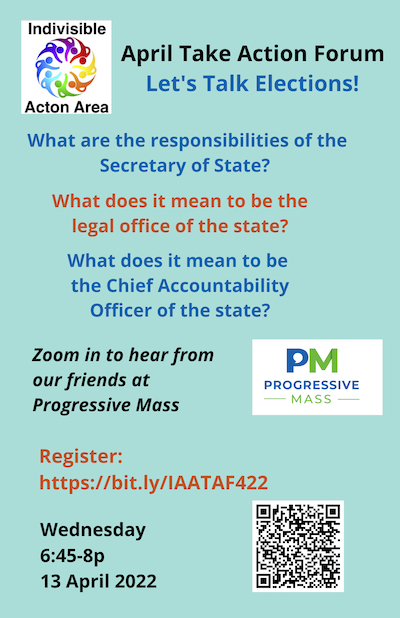 Indivisible
Acton Area
April Take Action Forum
Let's Talk Elections!
What are the responsibilities of the
Secretary of State?
What does it mean to be the
legal office of the state?
What does it mean to be
the Chief Accountability
Officer of the state?
Zoom in to hear from
our friends at
Progressive Mass
PM
PROGRESSIVE
MASS
Register:
https://bit.ly/IAATAF422
Wednesday
6:45-8p
13 April 2022